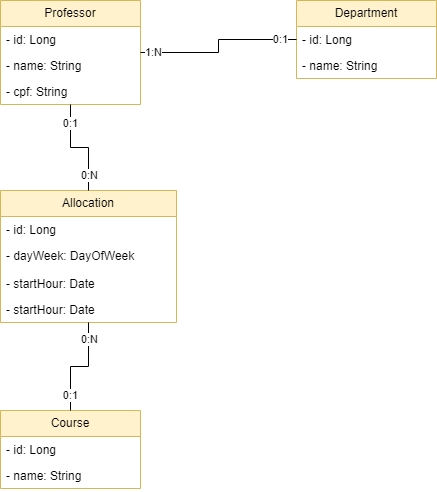 Professor
- id: Long
- name: String
- cpf: String
1:N
0:1
Department
- id: Long
- name: String
0:1
0:N
Allocation
- id: Long
- dayWeek: DayOfWeek
- startHour: Date
- startHour: Date
0:N
0:1
Course
- id: Long
- name: String